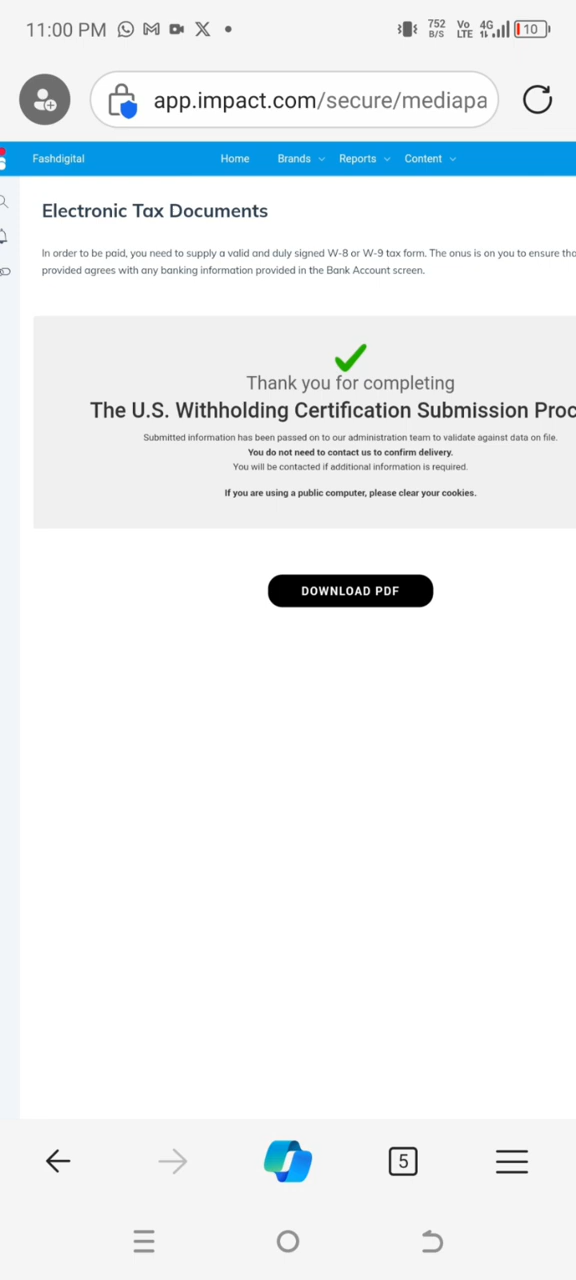 11:00 PM
752 B/S Vo LTE 4G 10
app.impact.com/secure/mediapa
Fashdigital Home Brands Reports Content
Electronic Tax Documents
In order to be paid, you need to supply a valid and duly signed W-8 or W-9 tax form. The onus is on you to ensure tha
provided agrees with any banking information provided in the Bank Account screen.
Thank you for completing
The U.S. Withholding Certification Submission Proc
Submitted information has been passed on to our administration team to validate against data on file.
You do not need to contact us to confirm delivery.
You will be contacted if additional information is required.
If you are using a public computer, please clear your cookies.
DOWNLOAD PDF
5